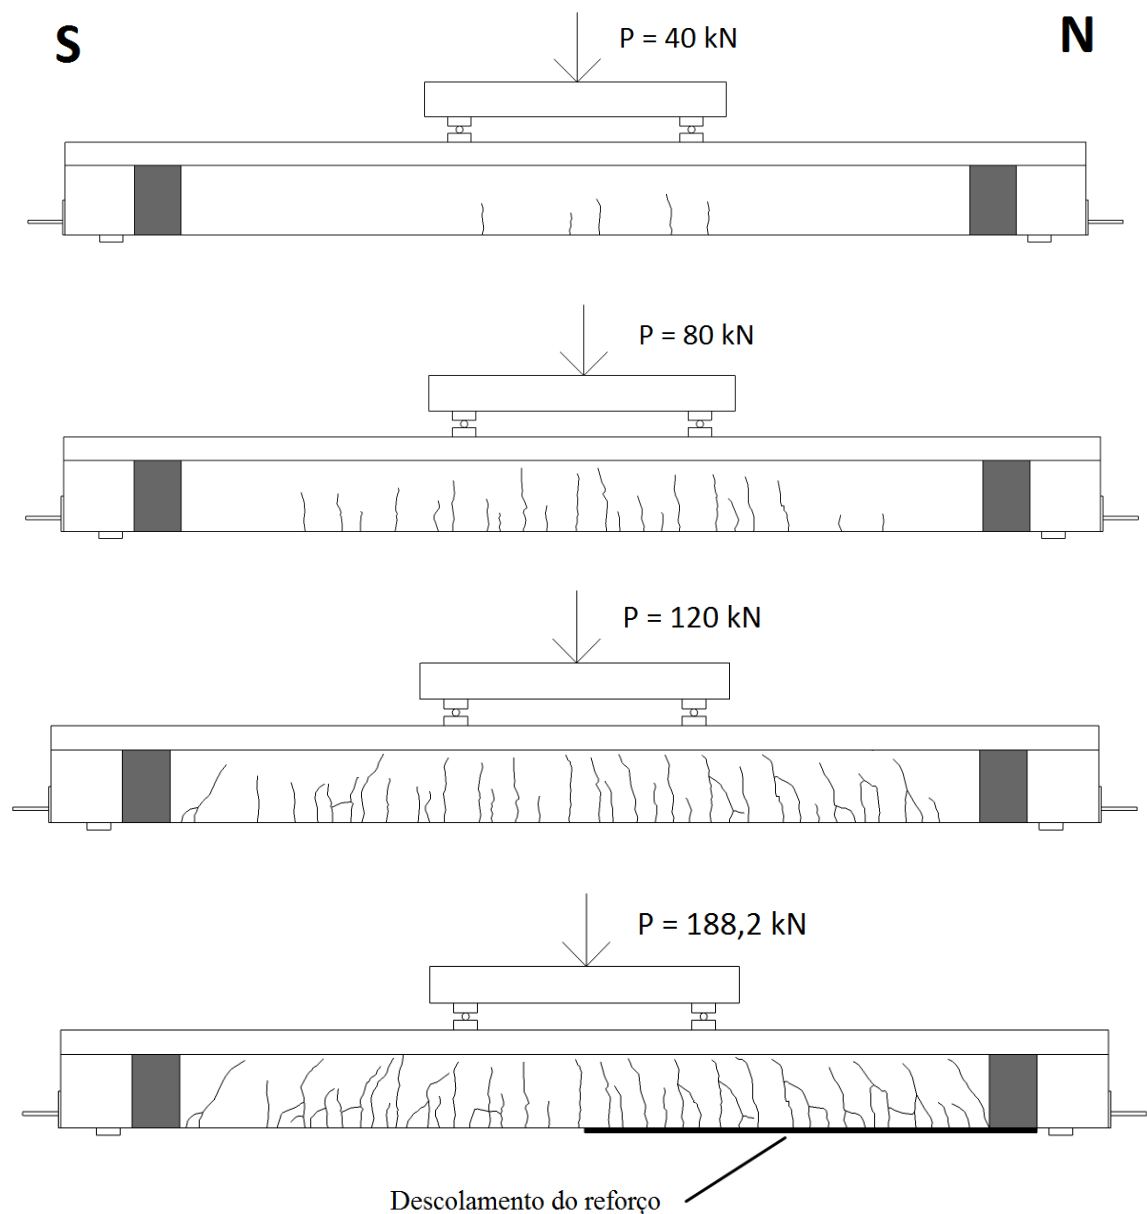 S
P = 40 kN
N
P = 80 kN
P = 120 kN
P = 188,2 kN
Descolamento do reforço